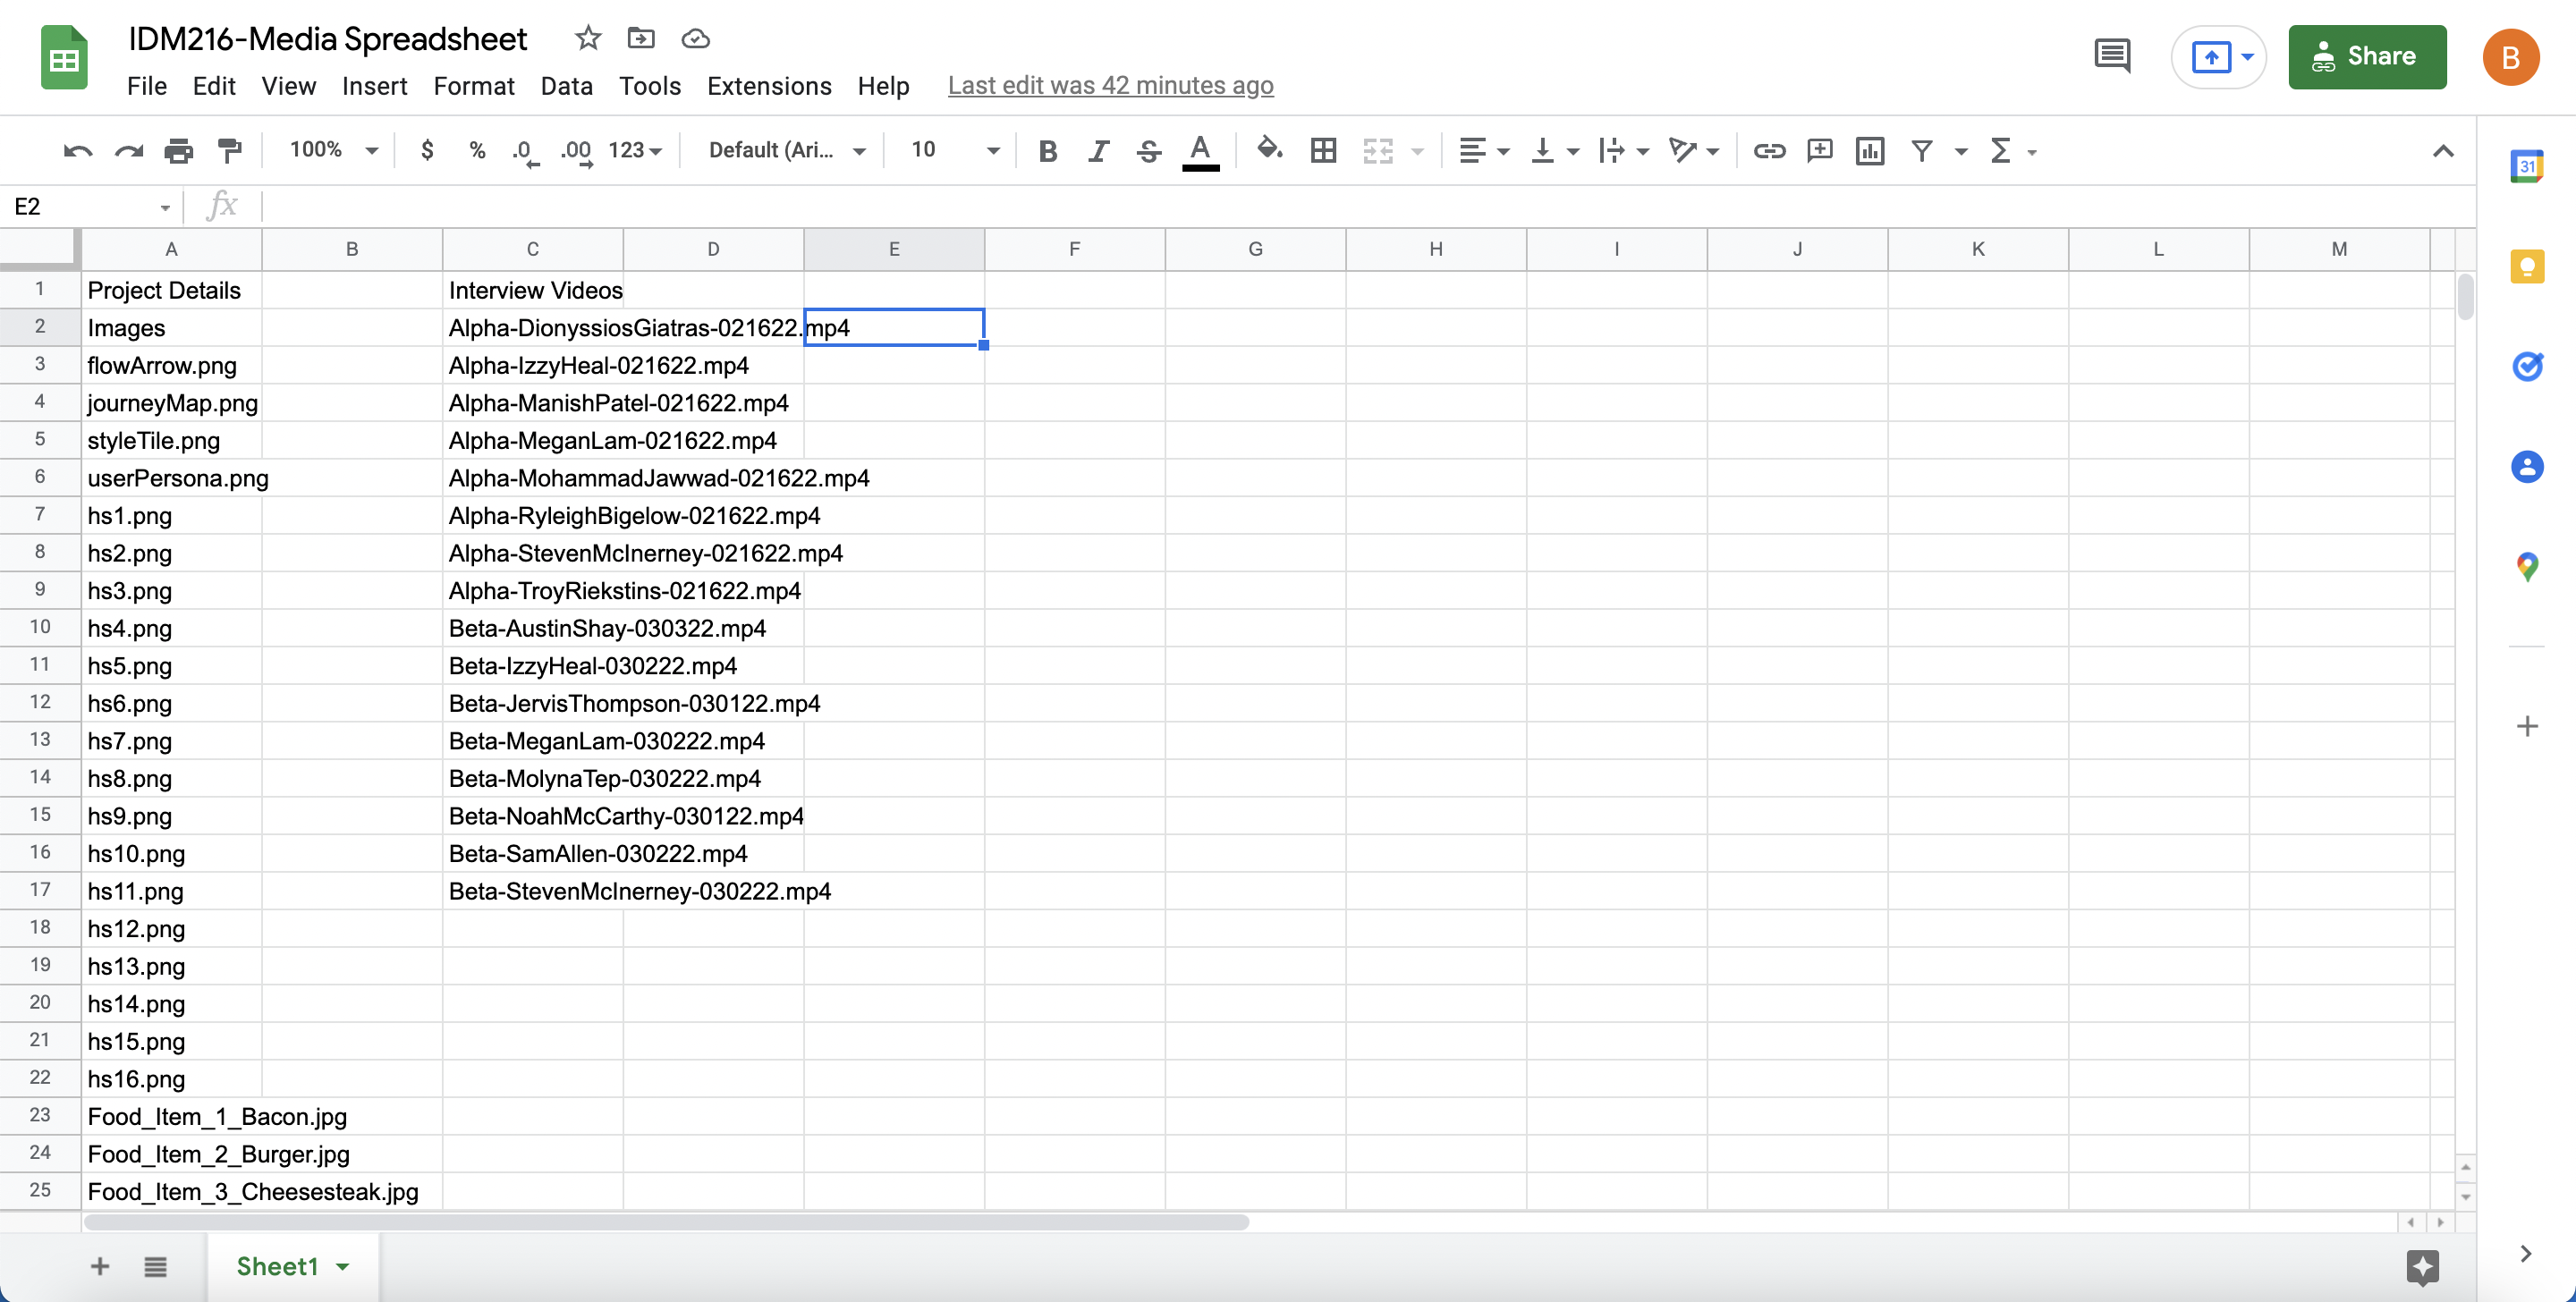 IDM216-Media Spreadsheet
File Edit View Insert Format Data Tools Extensions Help Last edit was 42 minutes ago
Share
B
100% $ % .0 .00 123 Default (Ari... 10 B I S A Σ
31
E2 fx
A B C D E F G H I J K L M
1 Project Details Interview Videos
2 Images Alpha-DionyssiosGiatras-021622.mp4
3 flowArrow.png Alpha-IzzyHeal-021622.mp4
4 journeyMap.png Alpha-ManishPatel-021622.mp4
5 styleTile.png Alpha-MeganLam-021622.mp4
6 userPersona.png Alpha-MohammadJawwad-021622.mp4
7 hs1.png Alpha-RyleighBigelow-021622.mp4
8 hs2.png Alpha-StevenMcInerney-021622.mp4
9 hs3.png Alpha-TroyRiekstins-021622.mp4
10 hs4.png Beta-AustinShay-030322.mp4
11 hs5.png Beta-IzzyHeal-030222.mp4
12 hs6.png Beta-JervisThompson-030122.mp4
13 hs7.png Beta-MeganLam-030222.mp4
14 hs8.png Beta-MolynaTep-030222.mp4
15 hs9.png Beta-NoahMcCarthy-030122.mp4
16 hs10.png Beta-SamAllen-030222.mp4
17 hs11.png Beta-StevenMcInerney-030222.mp4
18 hs12.png
19 hs13.png
20 hs14.png
21 hs15.png
22 hs16.png
23 Food_Item_1_Bacon.jpg
24 Food_Item_2_Burger.jpg
25 Food_Item_3_Cheesesteak.jpg
Sheet1